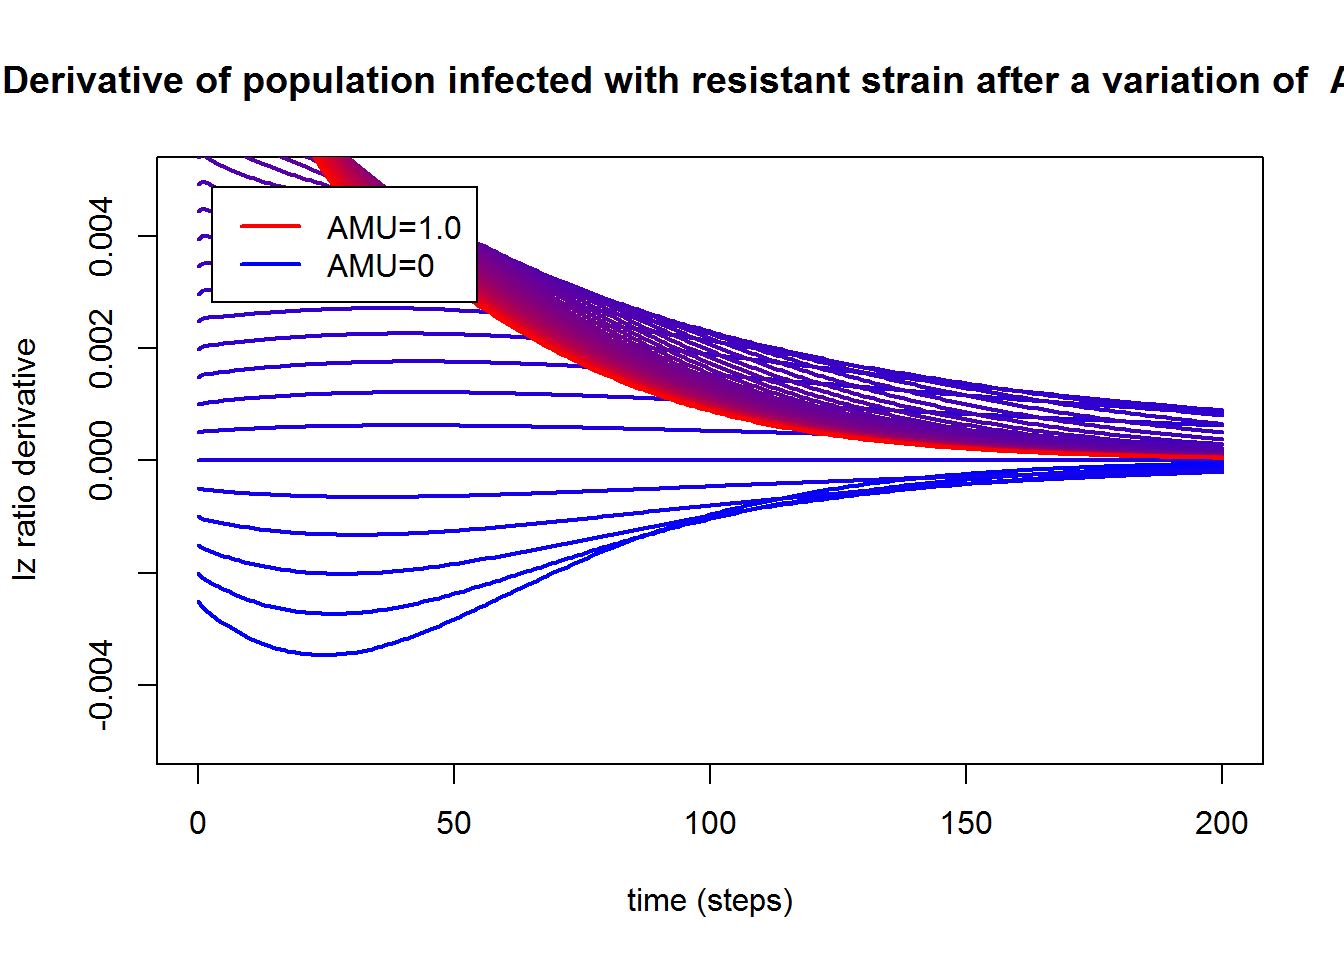 Derivative of population infected with resistant strain after a variation of A
AMU=1.0
AMU=0
Iz ratio derivative
0.004
0.002
0.000
-0.004
0 50 100 150 200
time (steps)